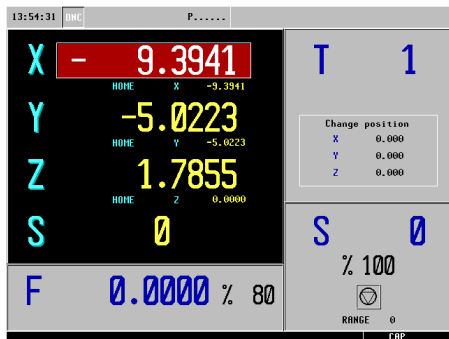 13:54:31 DNC P......
X - 9.3941
HOME X -9.3941
Y -5.0223
HOME Y -5.0223
Z 1.7855
HOME Z 0.0000
S 0
F 0.0000 % 80
T 1
Change position
X 0.000
Y 0.000
Z 0.000
S 0
% 100
RANGE 0
CAP